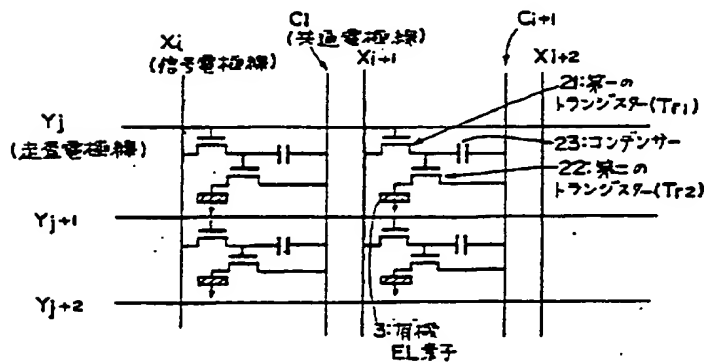 Xi
(信号電極線)
Ci
(共通電極線)
Xi+1
Ci+1
Xi+2
21:第一の
トランジスター(Tr1)
23:コンデンサー
22:第二の
トランジスター(Tr2)
Yj
(走査電極線)
Yj+1
Yj+2
3:有機
EL素子